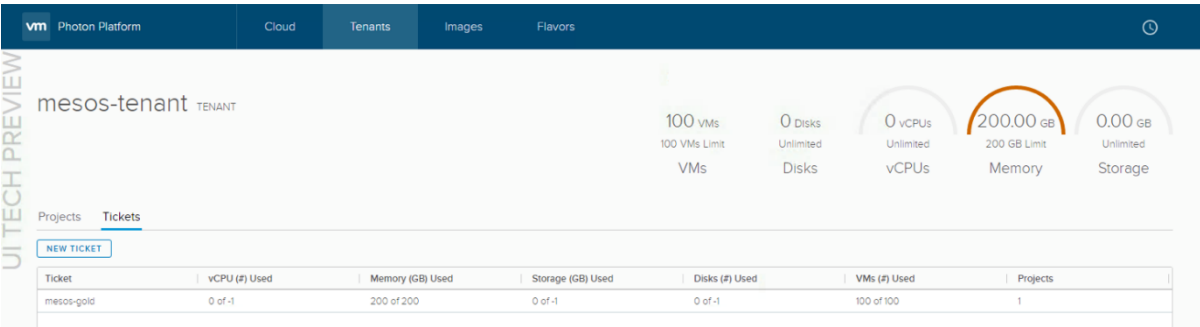 vm Photon Platform Cloud Tenants Images Flavors
UI TECH PREVIEW
mesos-tenant TENANT
100 VMs 0 Disks 0 vCPUs 200.00 GB 0.00 GB
100 VMs Limit Unlimited Unlimited 200 GB Limit Unlimited
VMs Disks vCPUs Memory Storage
Projects Tickets
NEW TICKET
Ticket vCPU (#) Used Memory (GB) Used Storage (GB) Used Disks (#) Used VMs (#) Used Projects
mesos-gold 0 of -1 200 of 200 0 of -1 0 of -1 100 of 100 1